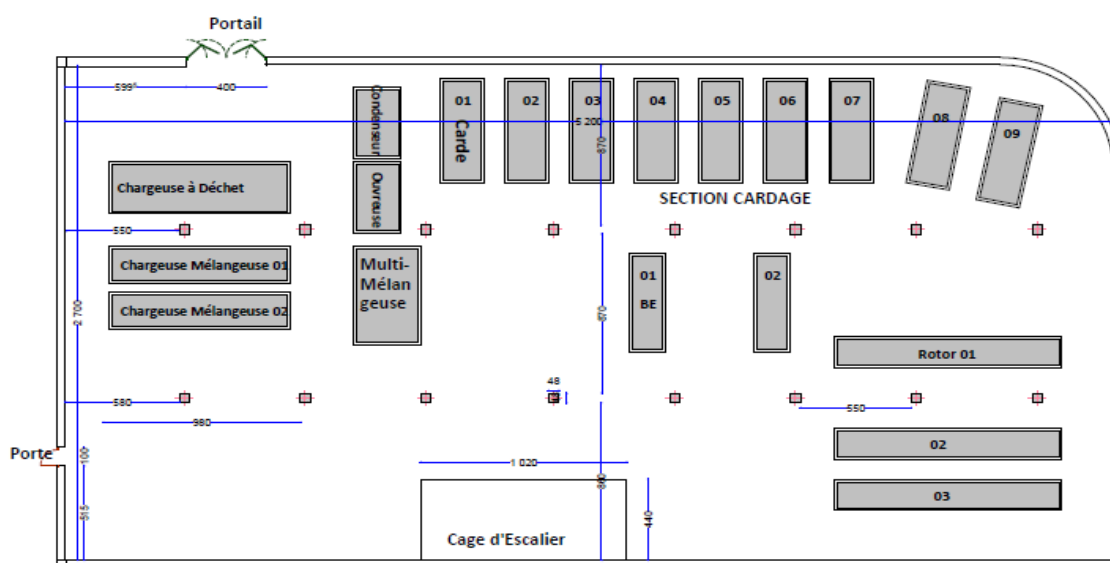 Portail
599°
400
Condenseur
01
Carde
02
03
04
05
06
07
08
09
5 200
870
Chargeuse à Déchet
Ouvreuse
SECTION CARDAGE
550
Chargeuse Mélangeuse 01
Chargeuse Mélangeuse 02
Multi-
Mélan
geuse
01
BE
02
2 700
870
Rotor 01
48
580
980
550
Porte
100
02
1 020
860
515
440
03
Cage d'Escalier